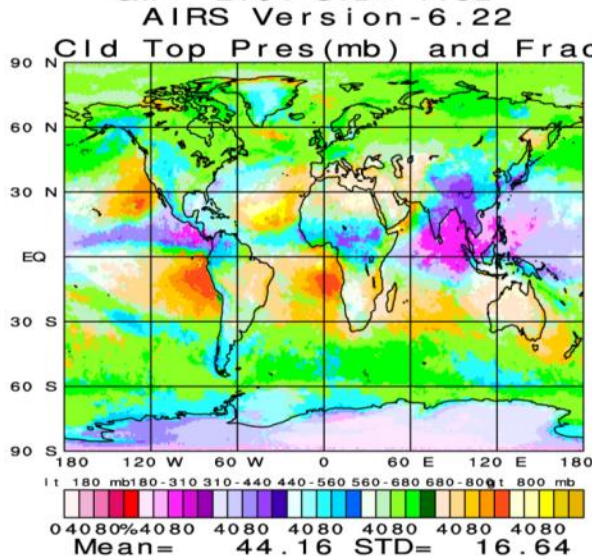 AIRS Version-6.22
Cld Top Pres(mb) and Frac
90 N
60 N
30 N
EQ
30 S
60 S
90 S
180 120 W 60 W 0 60 E 120 E 180
lt 180 mb 180-310 310-440 440-560 560-680 680-800 gt 800 mb
0 40 80% 40 80 40 80 40 80 40 80 40 80 40 80
Mean= 44.16 STD= 16.64